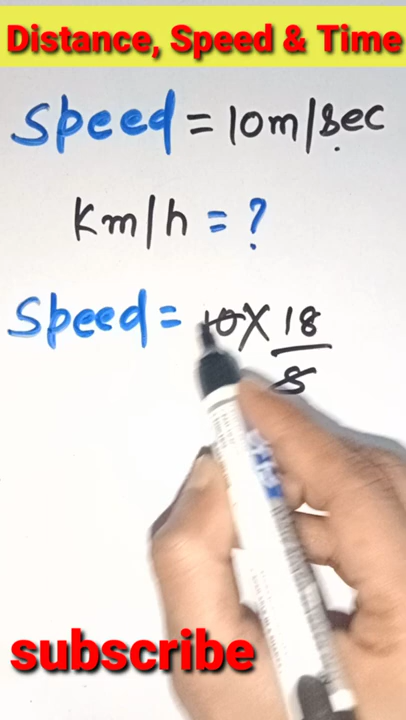 Distance, Speed & Time
Speed = 10m/sec
Km/h = ?
Speed = 10 X 18
5
subscribe